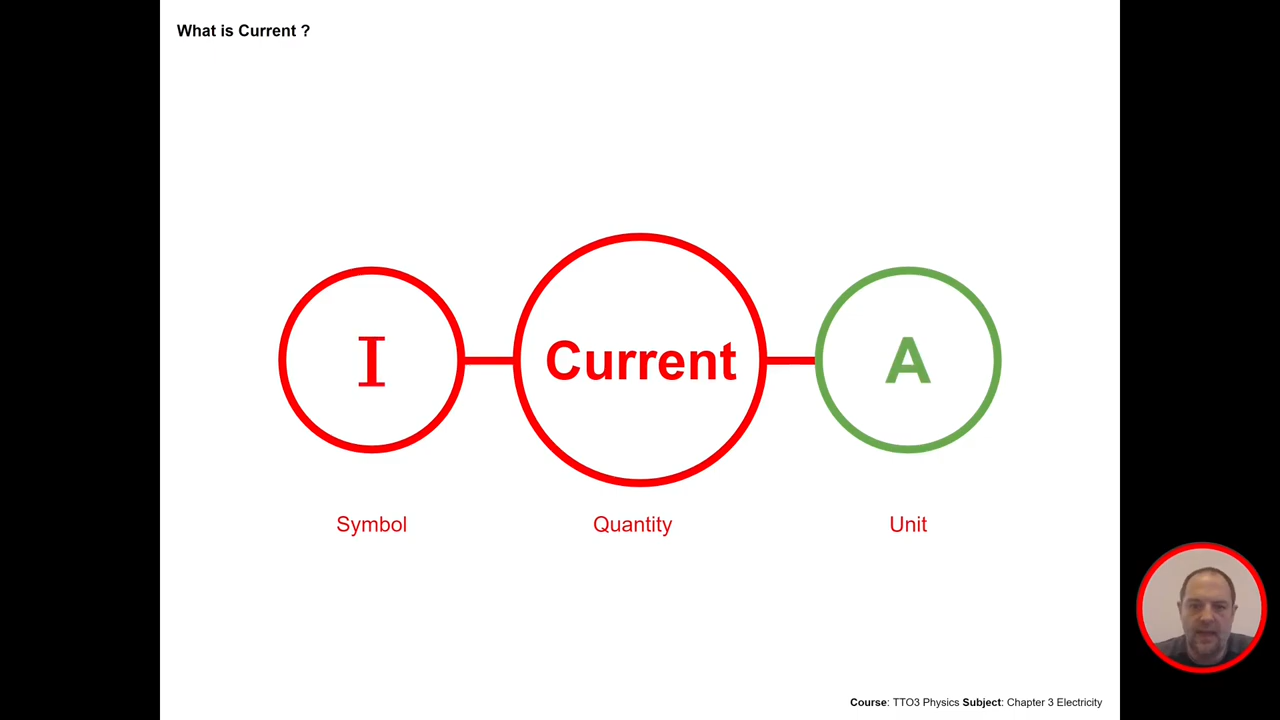 What is Current ?
I
Current
A
Symbol
Quantity
Unit
Course: TTO3 Physics Subject: Chapter 3 Electricity